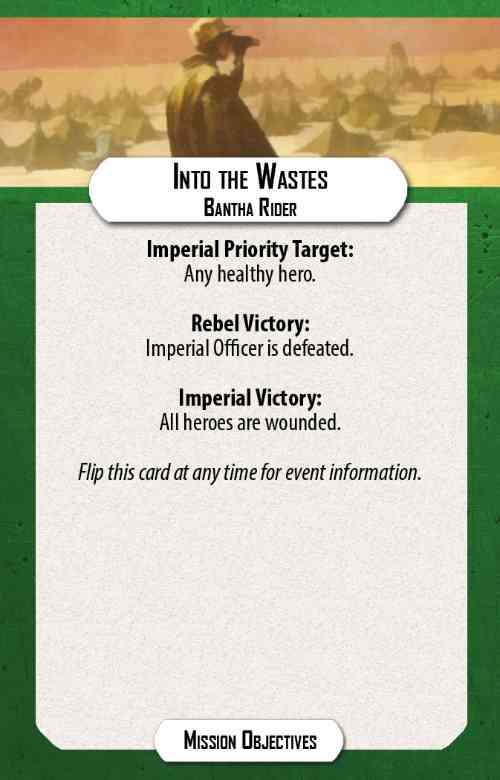 Into the Wastes
Bantha Rider
Imperial Priority Target:
Any healthy hero.
Rebel Victory:
Imperial Officer is defeated.
Imperial Victory:
All heroes are wounded.
Flip this card at any time for event information.
Mission Objectives